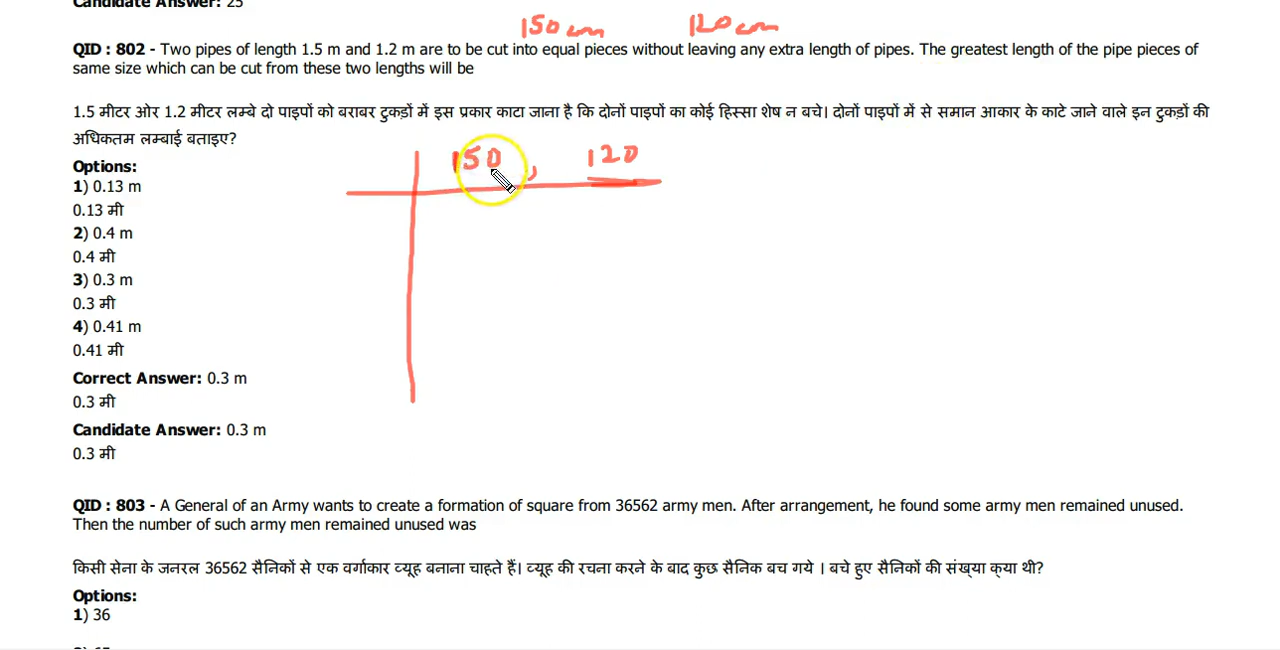 Candidate Answer: 25
150cm 120cm
QID : 802 - Two pipes of length 1.5 m and 1.2 m are to be cut into equal pieces without leaving any extra length of pipes. The greatest length of the pipe pieces of
same size which can be cut from these two lengths will be
1.5 मीटर ओर 1.2 मीटर लम्बे दो पाइपों को बराबर टुकड़ों में इस प्रकार काटा जाना है कि दोनों पाइपों का कोई हिस्सा शेष न बचे। दोनों पाइपों में से समान आकार के काटे जाने वाले इन टुकड़ों की
अधिकतम लम्बाई बताइए?
150 , 120
Options:
1) 0.13 m
0.13 मी
2) 0.4 m
0.4 मी
3) 0.3 m
0.3 मी
4) 0.41 m
0.41 मी
Correct Answer: 0.3 m
0.3 मी
Candidate Answer: 0.3 m
0.3 मी
QID : 803 - A General of an Army wants to create a formation of square from 36562 army men. After arrangement, he found some army men remained unused.
Then the number of such army men remained unused was
किसी सेना के जनरल 36562 सैनिकों से एक वर्गाकार व्यूह बनाना चाहते हैं। व्यूह की रचना करने के बाद कुछ सैनिक बच गये । बचे हुए सैनिकों की संख्या क्या थी?
Options:
1) 36